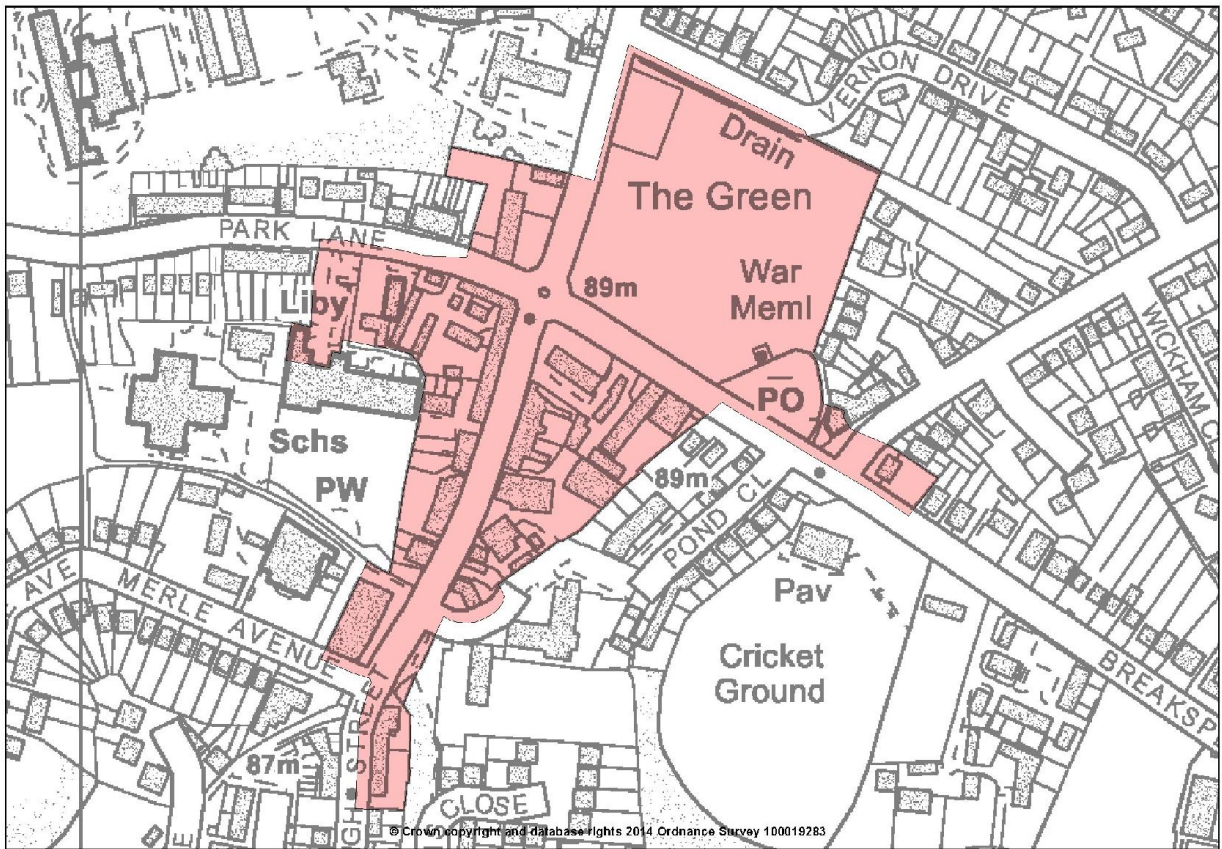 VERNON DRIVE
Drain
The Green
PARK LANE
War
Meml
89m
Liby
WICKHAM
PO
Schs
PW
89m
POND CL
AVE
MERLE AVENUE
Pav
Cricket
Ground
BREAKSP
STREET
87m
CLOSE
© Crown copyright and database rights 2014 Ordnance Survey 100019283